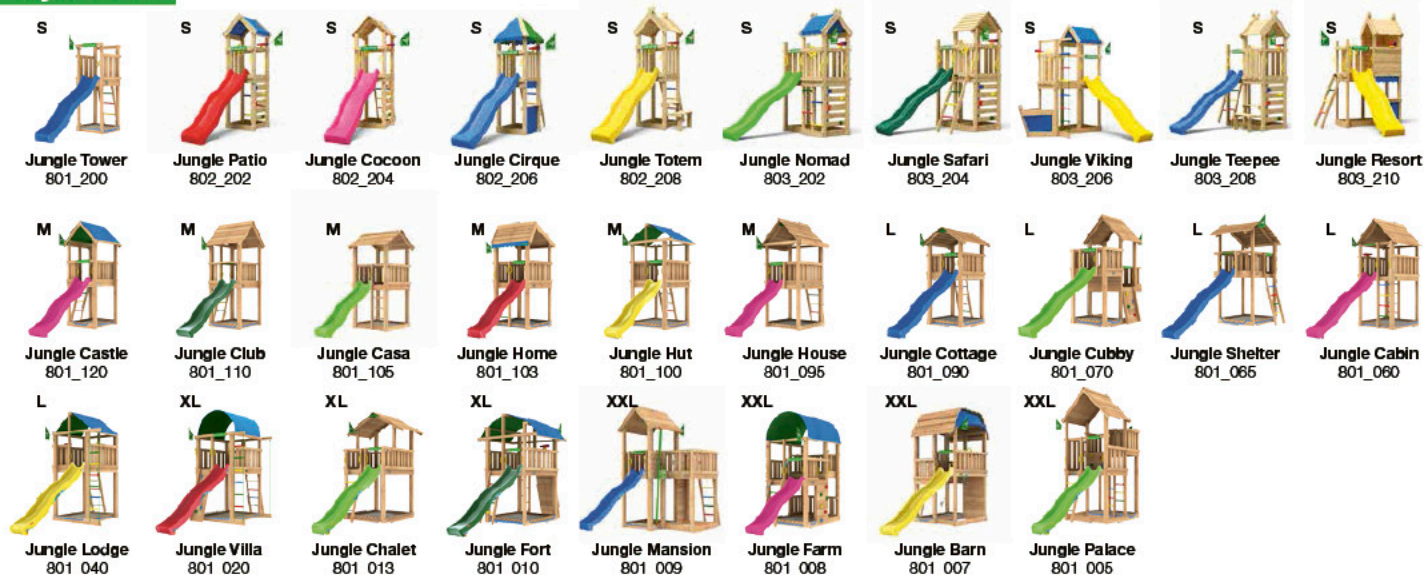 S S S S S S S S S S
Jungle Tower Jungle Patio Jungle Cocoon Jungle Cirque Jungle Totem Jungle Nomad Jungle Safari Jungle Viking Jungle Teepee Jungle Resort
801_200 802_202 802_204 802_206 802_208 803_202 803_204 803_206 803_208 803_210
M M M M M M L L L L
Jungle Castle Jungle Club Jungle Casa Jungle Home Jungle Hut Jungle House Jungle Cottage Jungle Cubby Jungle Shelter Jungle Cabin
801_120 801_110 801_105 801_103 801_100 801_095 801_090 801_070 801_065 801_060
L XL XL XL XXL XXL XXL XXL
Jungle Lodge Jungle Villa Jungle Chalet Jungle Fort Jungle Mansion Jungle Farm Jungle Barn Jungle Palace
801_040 801_020 801_013 801_010 801_009 801_008 801_007 801_005